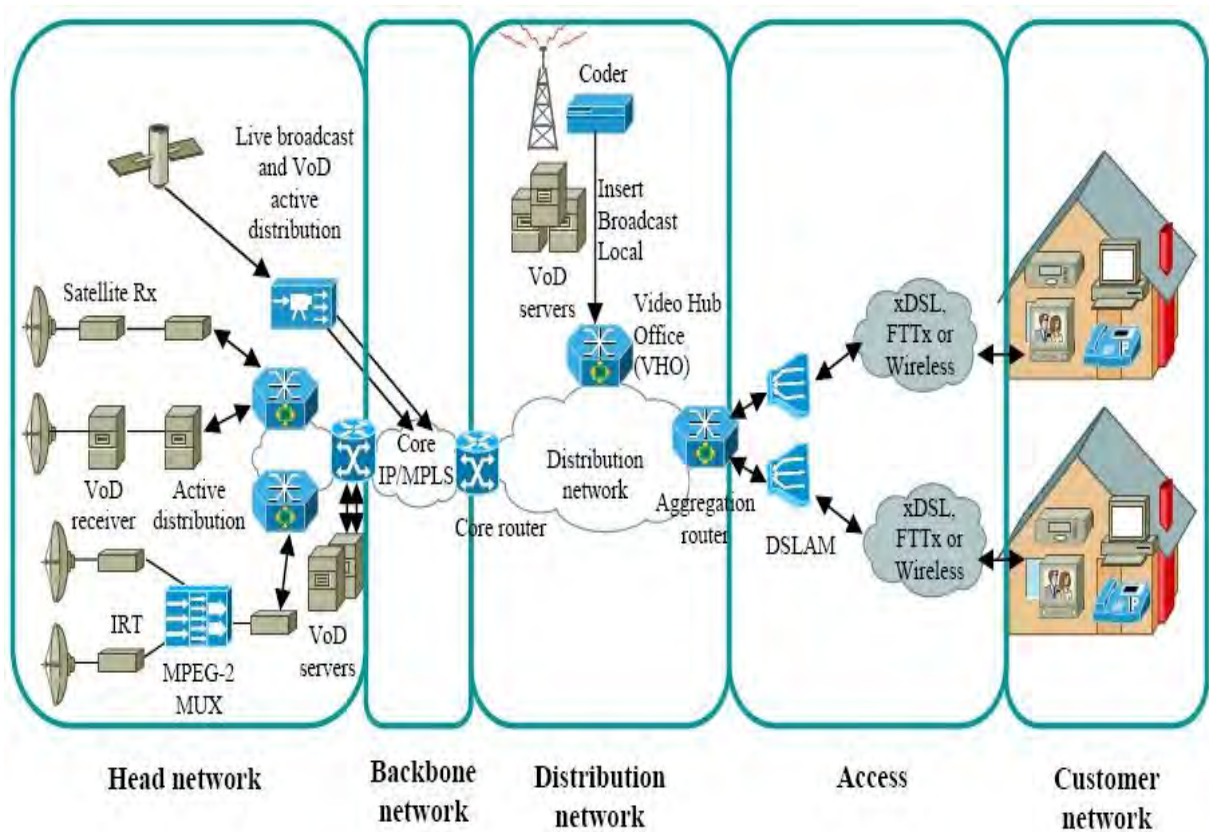 Live broadcast
and VoD
active
distribution
Satellite Rx
VoD
receiver
Active
distribution
IRT
MPEG-2
MUX
VoD
servers
Core
IP/MPLS
Core router
Coder
Insert
Broadcast
Local
VoD
servers
Video Hub
Office
(VHO)
Distribution
network
Aggregation
router
DSLAM
xDSL,
FTTx or
Wireless
xDSL,
FTTx or
Wireless
Head network
Backbone
network
Distribution
network
Access
Customer
network